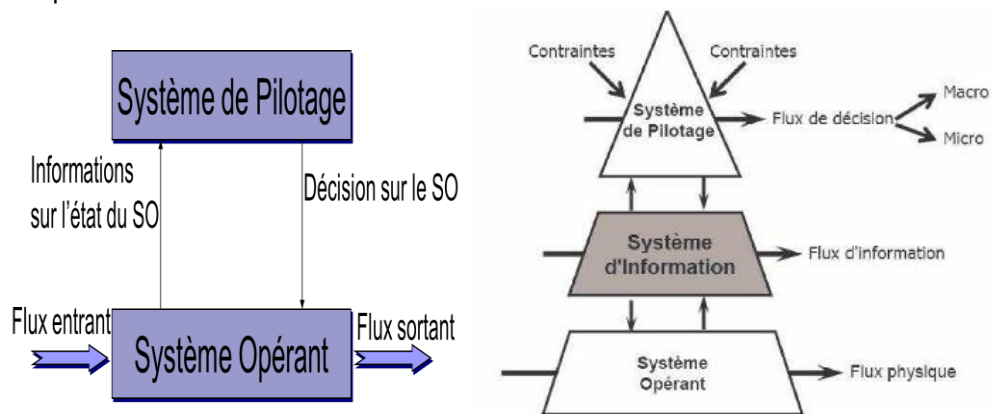 Système de Pilotage
Informations
sur l'état du SO
Décision sur le SO
Flux entrant
Système Opérant
Flux sortant
Contraintes
Contraintes
Système
de Pilotage
Flux de décision
Macro
Micro
Système
d'Information
Flux d'information
Système
Opérant
Flux physique